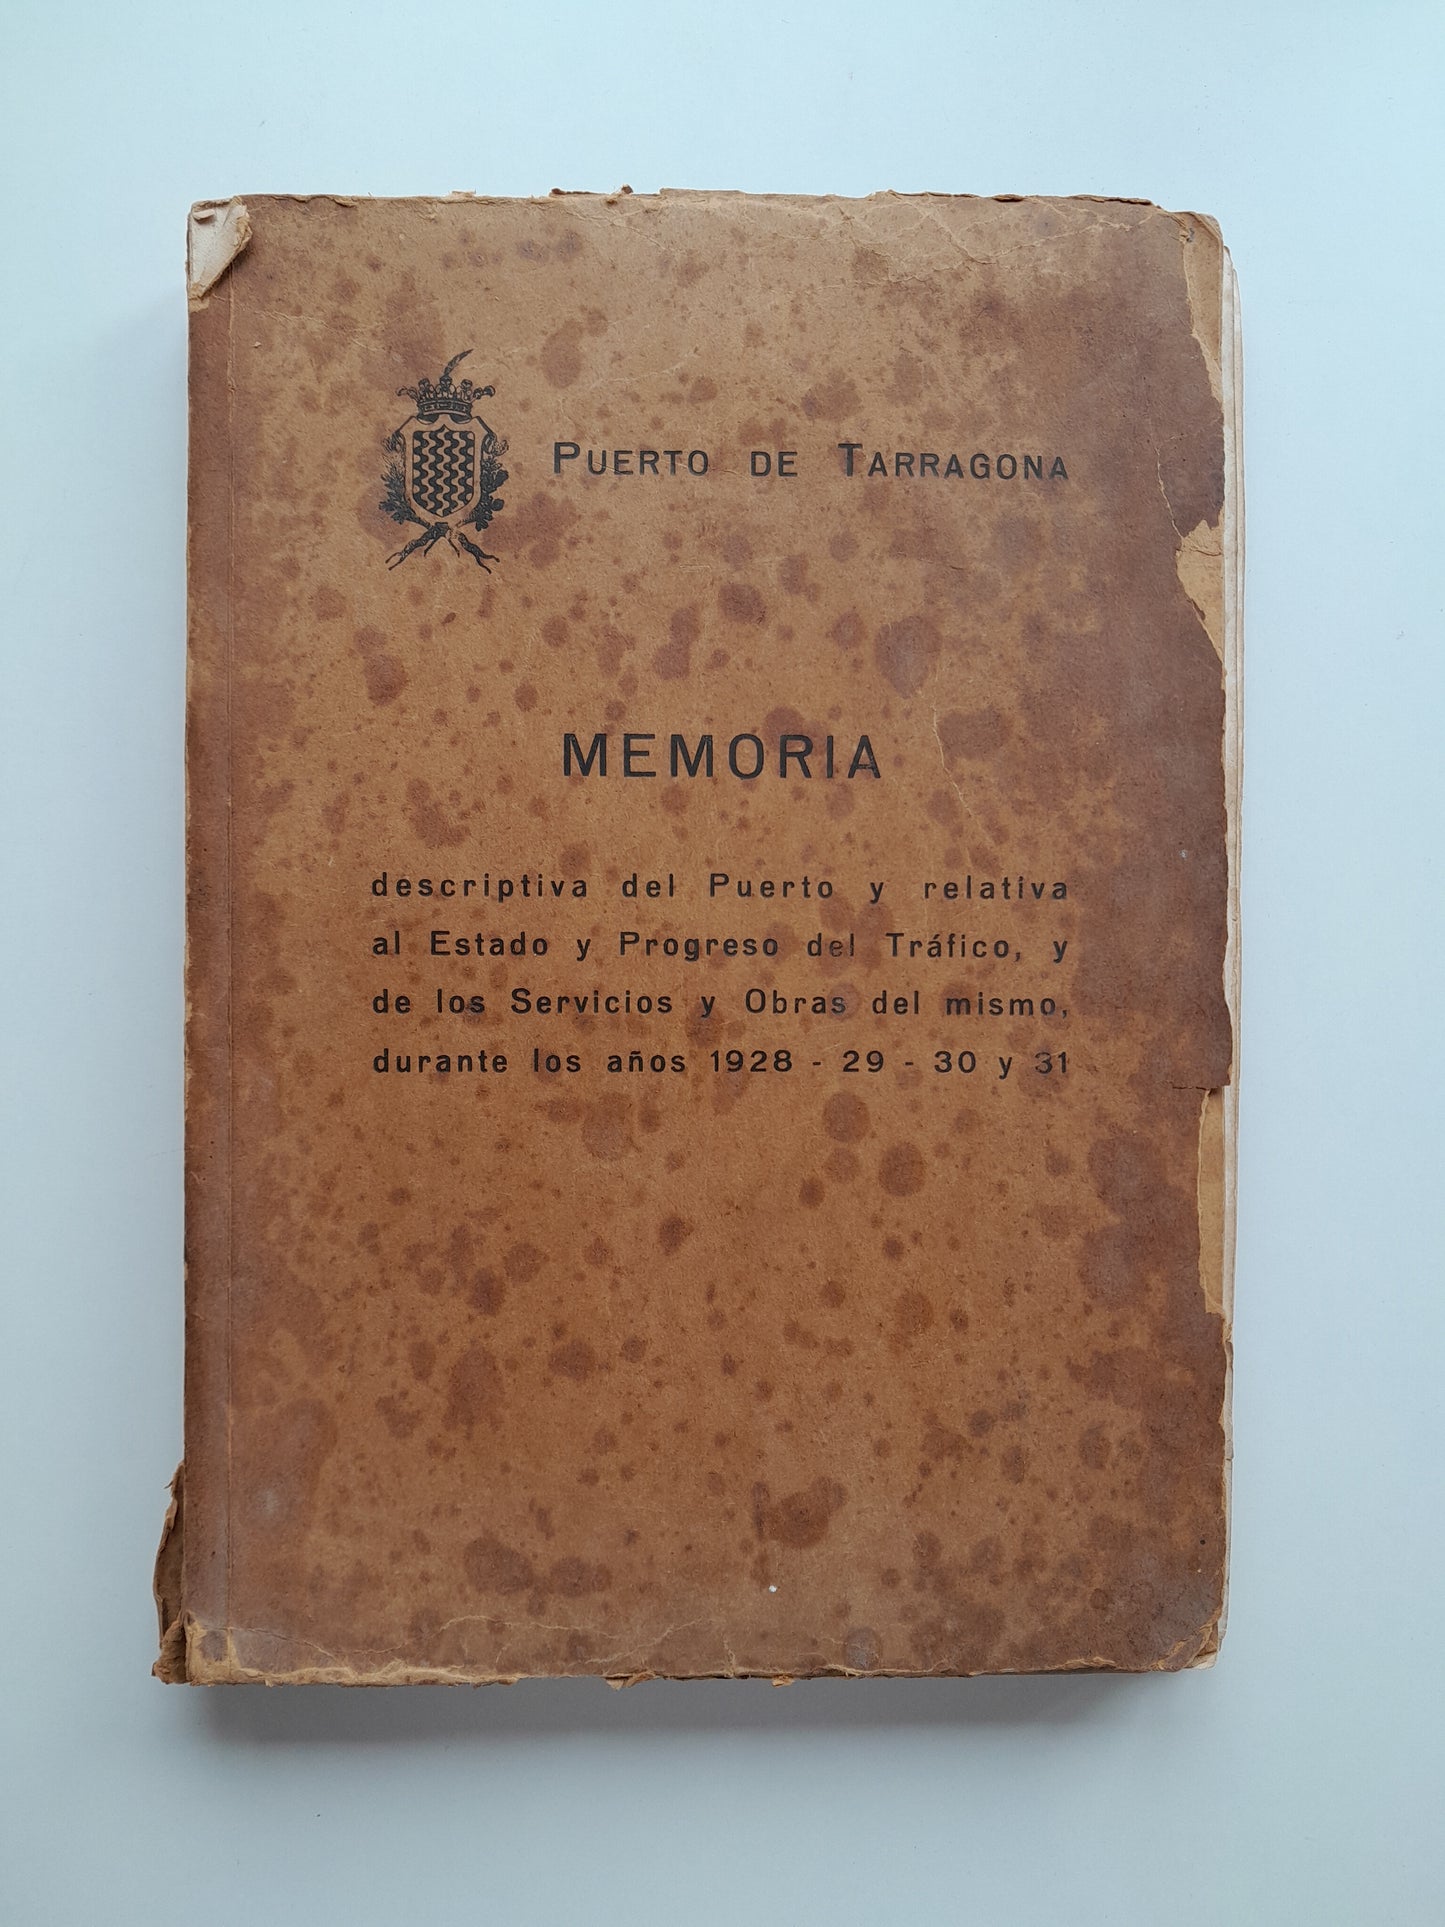 PUERTO DE TARRAGONA
MEMORIA
descriptiva del Puerto y relativa
al Estado y Progreso del Tráfico, y
de los Servicios y Obras del mismo,
durante los años 1928 - 29 - 30 y 31